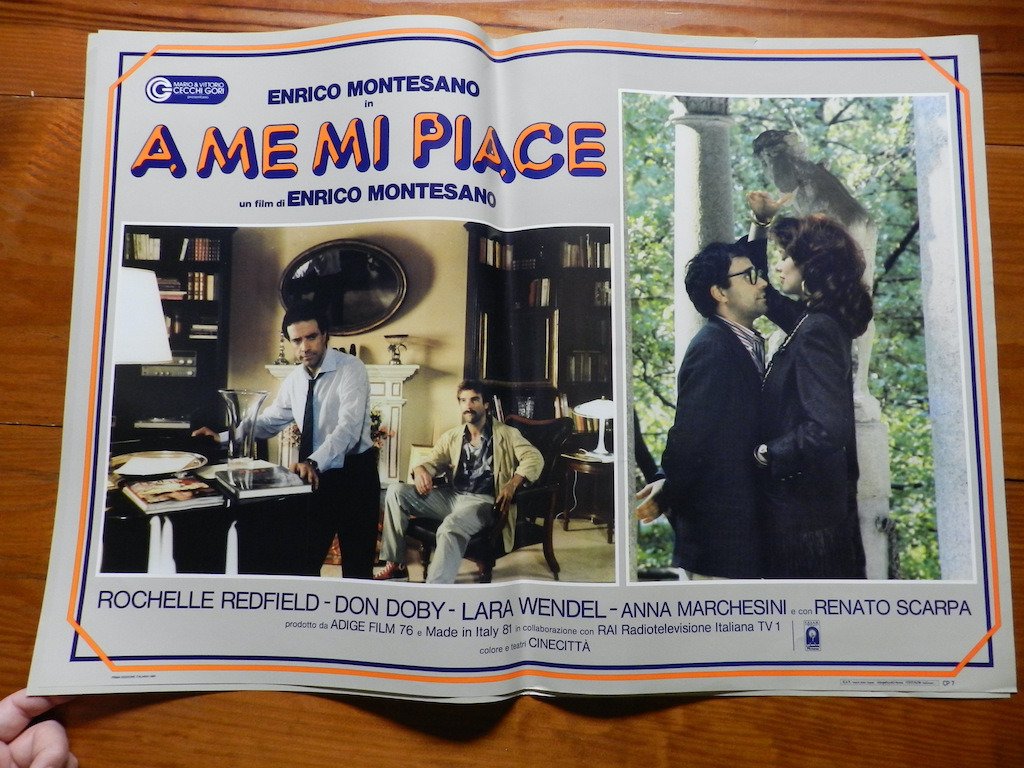 MARIO & VITTORIO
CECCHI GORI
ENRICO MONTESANO
in
A ME MI PIACE
un film di ENRICO MONTESANO
ROCHELLE REDFIELD - DON DOBY - LARA WENDEL - ANNA MARCHESINI e con RENATO SCARPA
prodotto da ADIGE FILM 76 e Made in Italy 81 in collaborazione con RAI Radiotelevisione Italiana TV 1
colore e teatri CINECITTÀ